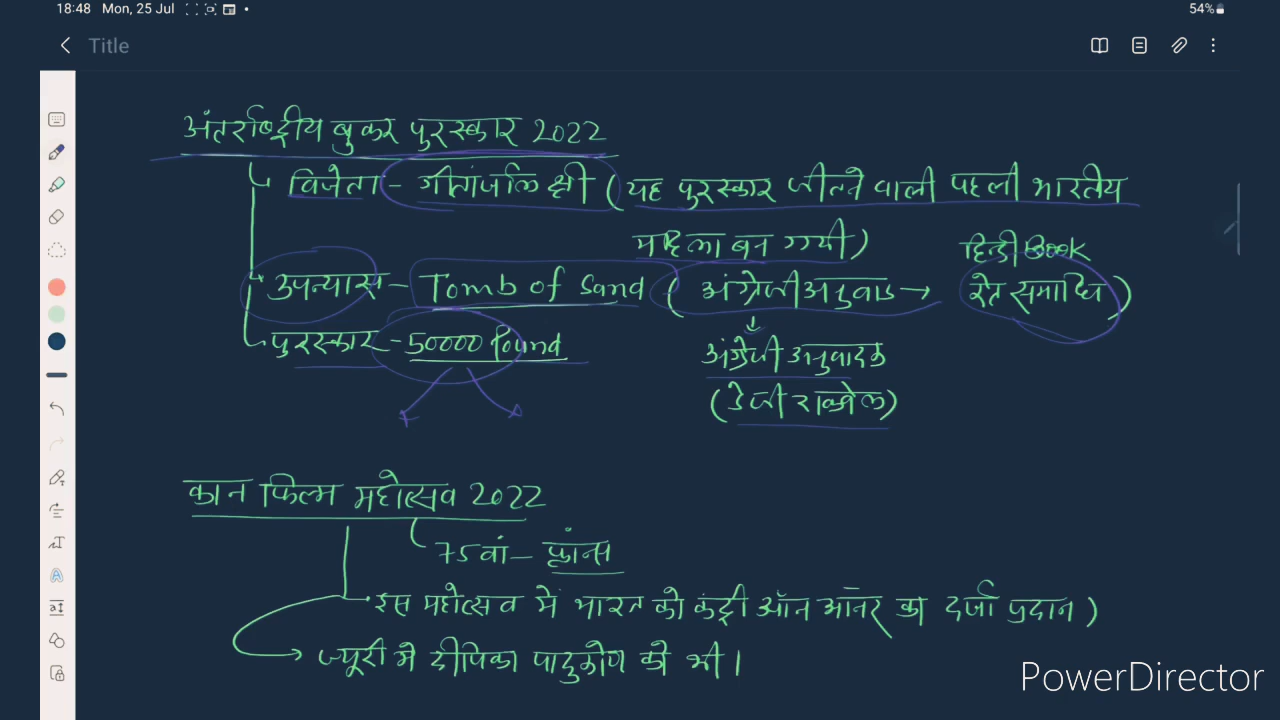 18:48 Mon, 25 Jul
54%
Title
अंतर्राष्ट्रीय बुकर पुरस्कार 2022
विजेता - गीतांजलि श्री ( यह पुरस्कार जीतने वाली पहली भारतीय
महिला बन गयी)
हिन्दी Book
उपन्यास - Tomb of Sand ( अंग्रेजी अनुवाद → रेत समाधि )
पुरस्कार - 50000 Pound
अंग्रेजी अनुवादक
(डेजी राकवेल)
कान फिल्म महोत्सव 2022
75वां - फ्रांस
इस महोत्सव में भारत को कंट्री ऑन ऑनर का दर्जा प्रदान )
ज्यूरी मे दीपिका पादुकोण को भी।
PowerDirector